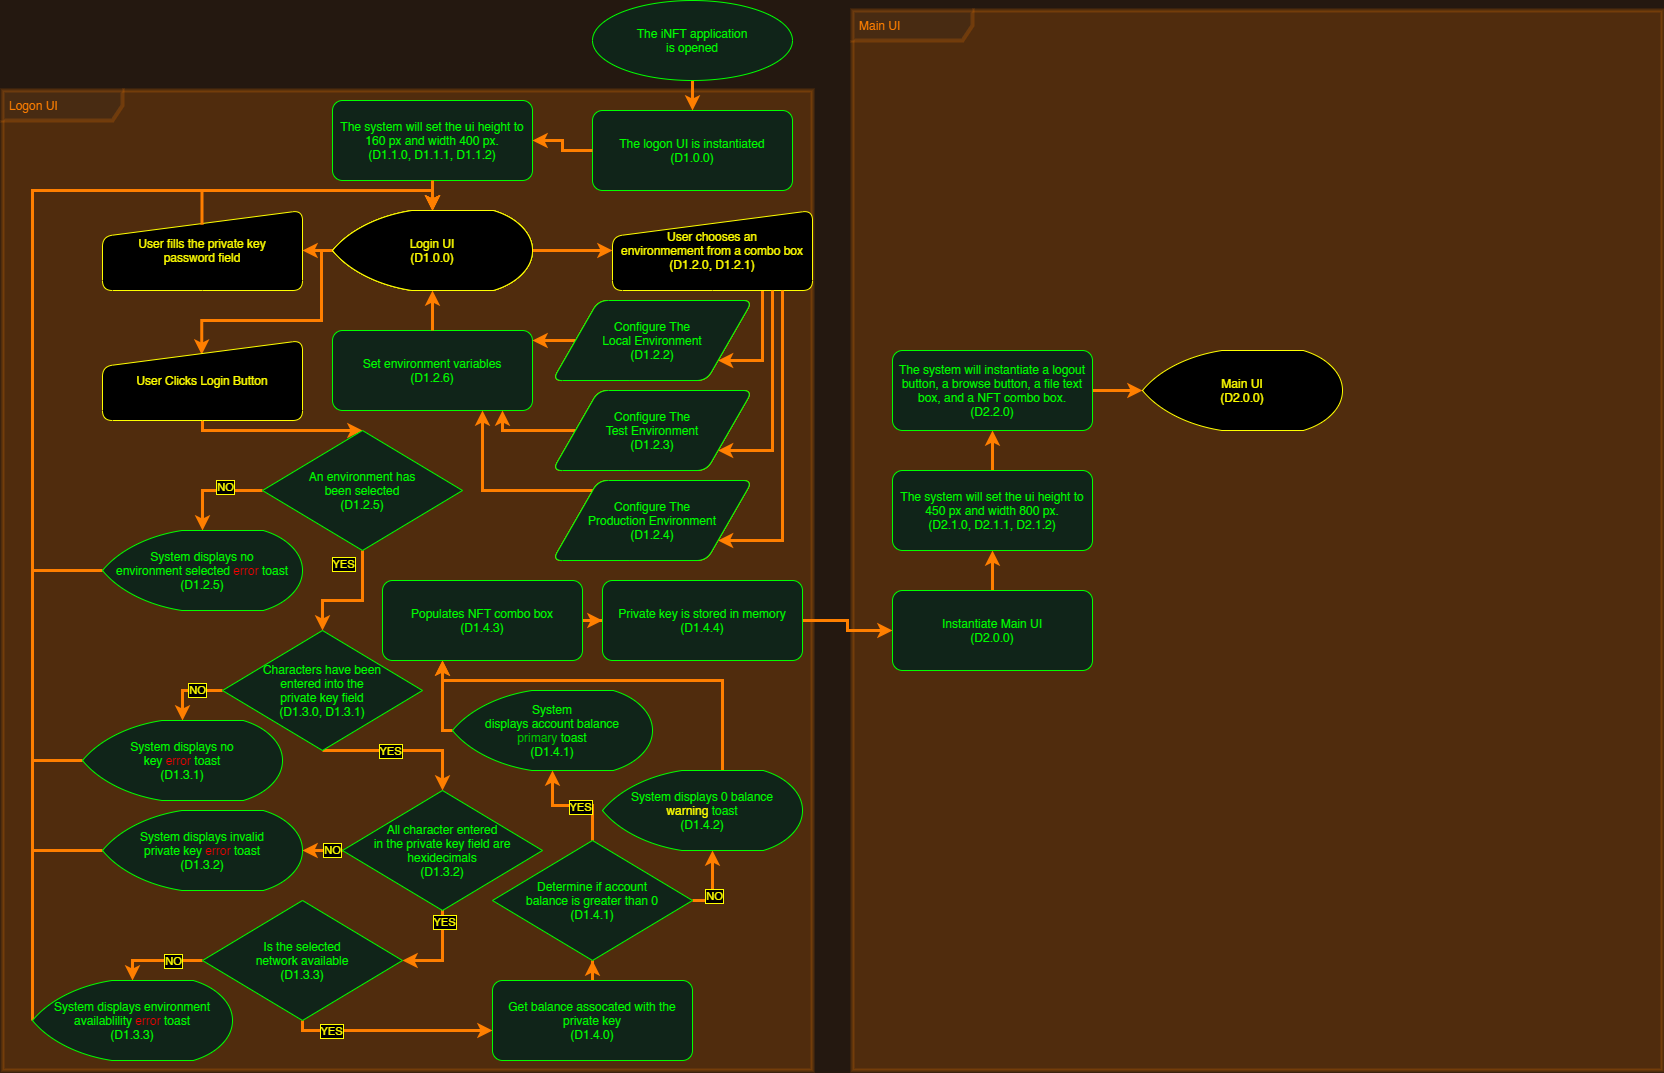 The iNFT application
is opened
Main UI
Logon UI
The system will set the ui height to
160 px and width 400 px.
(D1.1.0, D1.1.1, D1.1.2)
The logon UI is instantiated
(D1.0.0)
User fills the private key
password field
Login UI
(D1.0.0)
User chooses an
environmement from a combo box
(D1.2.0, D1.2.1)
Configure The
Local Environment
(D1.2.2)
Set environment variables
(D1.2.6)
User Clicks Login Button
Configure The
Test Environment
(D1.2.3)
Configure The
Production Environment
(D1.2.4)
An environment has
been selected
(D1.2.5)
NO
System displays no
environment selected error toast
(D1.2.5)
YES
Populates NFT combo box
(D1.4.3)
Private key is stored in memory
(D1.4.4)
Characters have been
entered into the
private key field
(D1.3.0, D1.3.1)
NO
System displays no
key error toast
(D1.3.1)
YES
System
displays account balance
primary toast
(D1.4.1)
YES
System displays 0 balance
warning toast
(D1.4.2)
All character entered
in the private key field are
hexidecimals
(D1.3.2)
NO
System displays invalid
private key error toast
(D1.3.2)
YES
Determine if account
balance is greater than 0
(D1.4.1)
NO
Is the selected
network available
(D1.3.3)
NO
System displays environment
availablility error toast
(D1.3.3)
YES
Get balance assocated with the
private key
(D1.4.0)
The system will instantiate a logout
button, a browse button, a file text
box, and a NFT combo box.
(D2.2.0)
Main UI
(D2.0.0)
The system will set the ui height to
450 px and width 800 px.
(D2.1.0, D2.1.1, D2.1.2)
Instantiate Main UI
(D2.0.0)